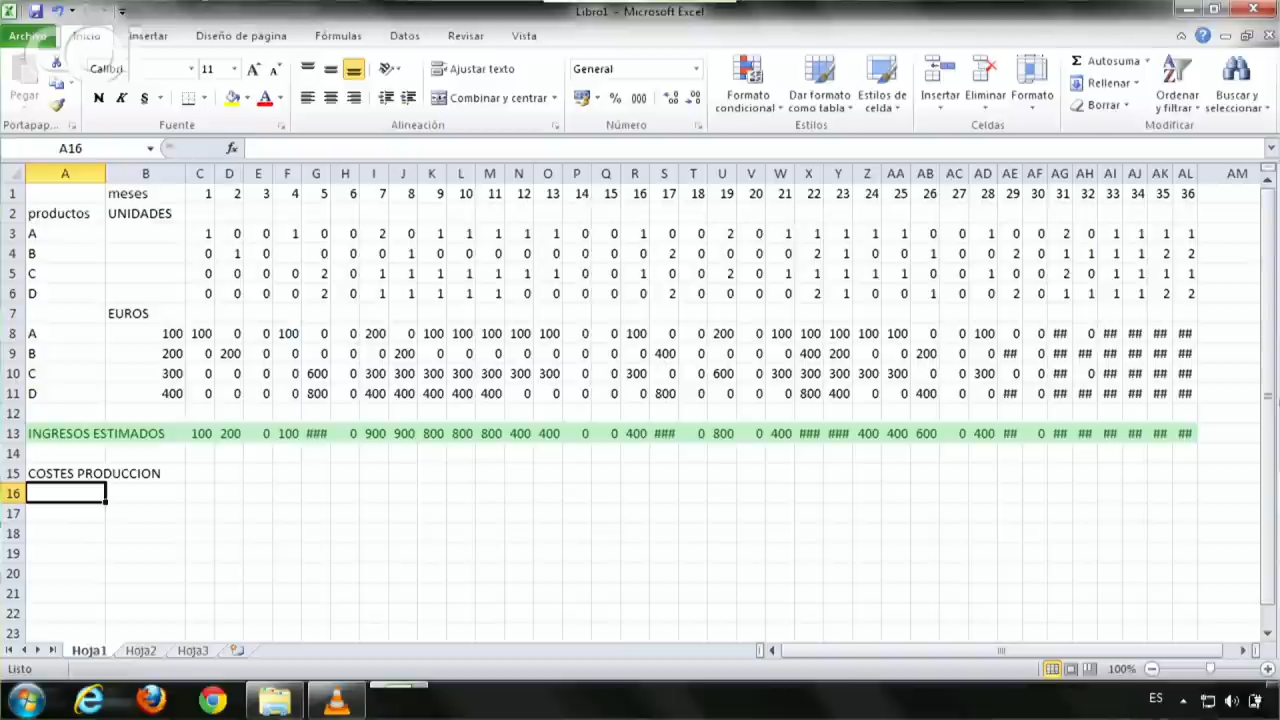 Libro1 - Microsoft Excel
Archivo Inicio Insertar Diseño de página Fórmulas Datos Revisar Vista
Pegar
Calibri 11
N K S
Ajustar texto
Combinar y centrar
General
% 000
Formato condicional
Dar formato como tabla
Estilos de celda
Insertar Eliminar Formato
Σ Autosuma
Rellenar
Borrar
Ordenar y filtrar
Buscar y seleccionar
Portapap... Fuente Alineación Número Estilos Celdas Modificar
A16 fx
A B C D E F G H I J K L M N O P Q R S T U V W X Y Z AA AB AC AD AE AF AG AH AI AJ AK AL AM
1 meses 1 2 3 4 5 6 7 8 9 10 11 12 13 14 15 16 17 18 19 20 21 22 23 24 25 26 27 28 29 30 31 32 33 34 35 36
2 productos UNIDADES
3 A 1 0 0 1 0 0 2 0 1 1 1 1 1 0 0 1 0 0 2 0 1 1 1 1 1 0 0 1 0 0 2 0 1 1 1 1
4 B 0 1 0 0 0 0 0 1 0 0 0 0 0 0 0 0 2 0 0 0 0 2 1 0 0 1 0 0 2 0 1 1 1 1 2 2
5 C 0 0 0 0 2 0 1 1 1 1 1 1 1 0 0 1 0 0 2 0 1 1 1 1 1 0 0 1 0 0 2 0 1 1 1 1
6 D 0 0 0 0 2 0 1 1 1 1 1 0 0 0 0 0 2 0 0 0 0 2 1 0 0 1 0 0 2 0 1 1 1 1 2 2
7 EUROS
8 A 100 100 0 0 100 0 0 200 0 100 100 100 100 100 0 0 100 0 0 200 0 100 100 100 100 100 0 0 100 0 0 ## 0 ## ## ## ##
9 B 200 0 200 0 0 0 0 0 200 0 0 0 0 0 0 0 0 400 0 0 0 0 400 200 0 0 200 0 0 ## 0 ## ## ## ## ## ##
10 C 300 0 0 0 0 600 0 300 300 300 300 300 300 300 0 0 300 0 0 600 0 300 300 300 300 300 0 0 300 0 0 ## 0 ## ## ## ##
11 D 400 0 0 0 0 800 0 400 400 400 400 400 0 0 0 0 0 800 0 0 0 0 800 400 0 0 400 0 0 ## 0 ## ## ## ## ## ##
12
13 INGRESOS ESTIMADOS 100 200 0 100 ### 0 900 900 800 800 800 400 400 0 0 400 ### 0 800 0 400 ### ### 400 400 600 0 400 ## 0 ## ## ## ## ## ##
14
15 COSTES PRODUCCION
16
17
18
19
20
21
22
23
Hoja1 Hoja2 Hoja3
Listo 100%
ES